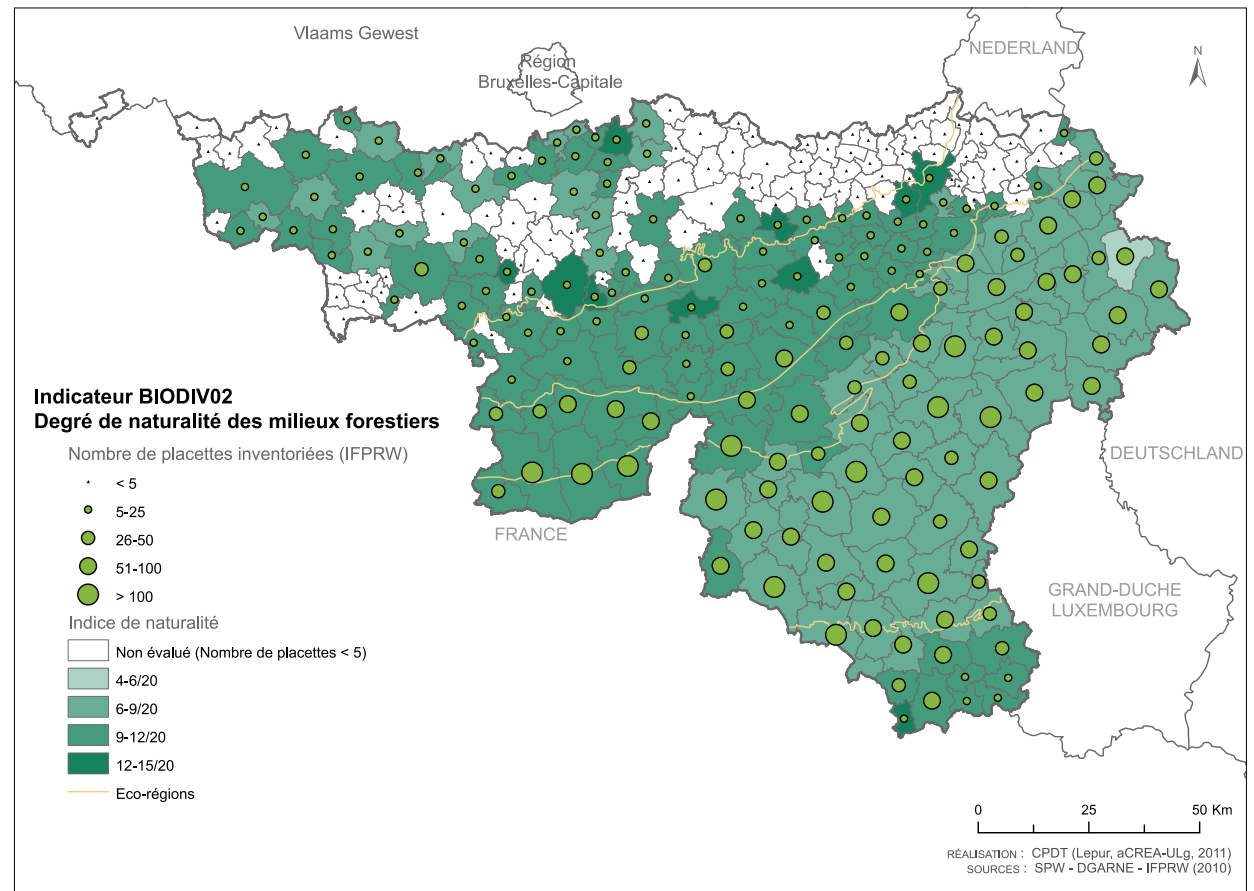 Vlaams Gewest
NEDERLAND
Région
Bruxelles-Capitale
N
Indicateur BIODIV02
Degré de naturalité des milieux forestiers
Nombre de placettes inventoriées (IFPRW)
< 5
5-25
26-50
51-100
> 100
Indice de naturalité
Non évalué (Nombre de placettes < 5)
4-6/20
6-9/20
9-12/20
12-15/20
Eco-régions
FRANCE
DEUTSCHLAND
GRAND-DUCHE
LUXEMBOURG
0 25 50 Km
RÉALISATION : CPDT (Lepur, aCREA-ULg, 2011)
SOURCES : SPW - DGARNE - IFPRW (2010)